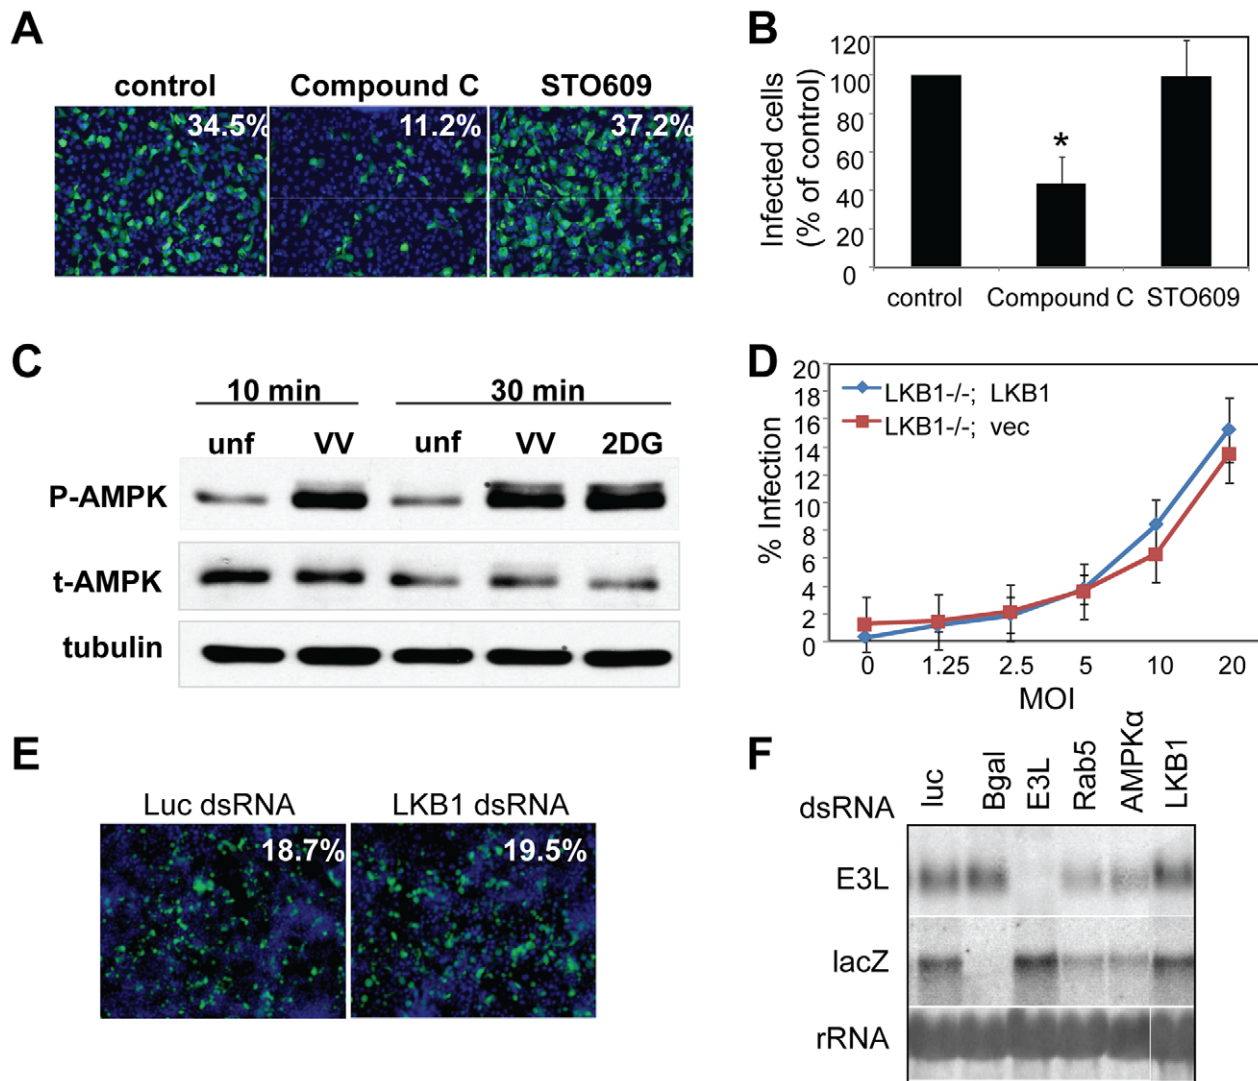 A
control Compound C STO609
34.5% 11.2% 37.2%
B
Infected cells
(% of control)
120
100
80
60
40
20
0
*
control Compound C STO609
C
10 min 30 min
unf VV unf VV 2DG
P-AMPK
t-AMPK
tubulin
D
% Infection
20
18
16
14
12
10
8
6
4
2
0
LKB1-/-; LKB1
LKB1-/-; vec
0 1.25 2.5 5 10 20
MOI
E
Luc dsRNA LKB1 dsRNA
18.7% 19.5%
F
dsRNA luc Bgal E3L Rab5 AMPKα LKB1
E3L
lacZ
rRNA